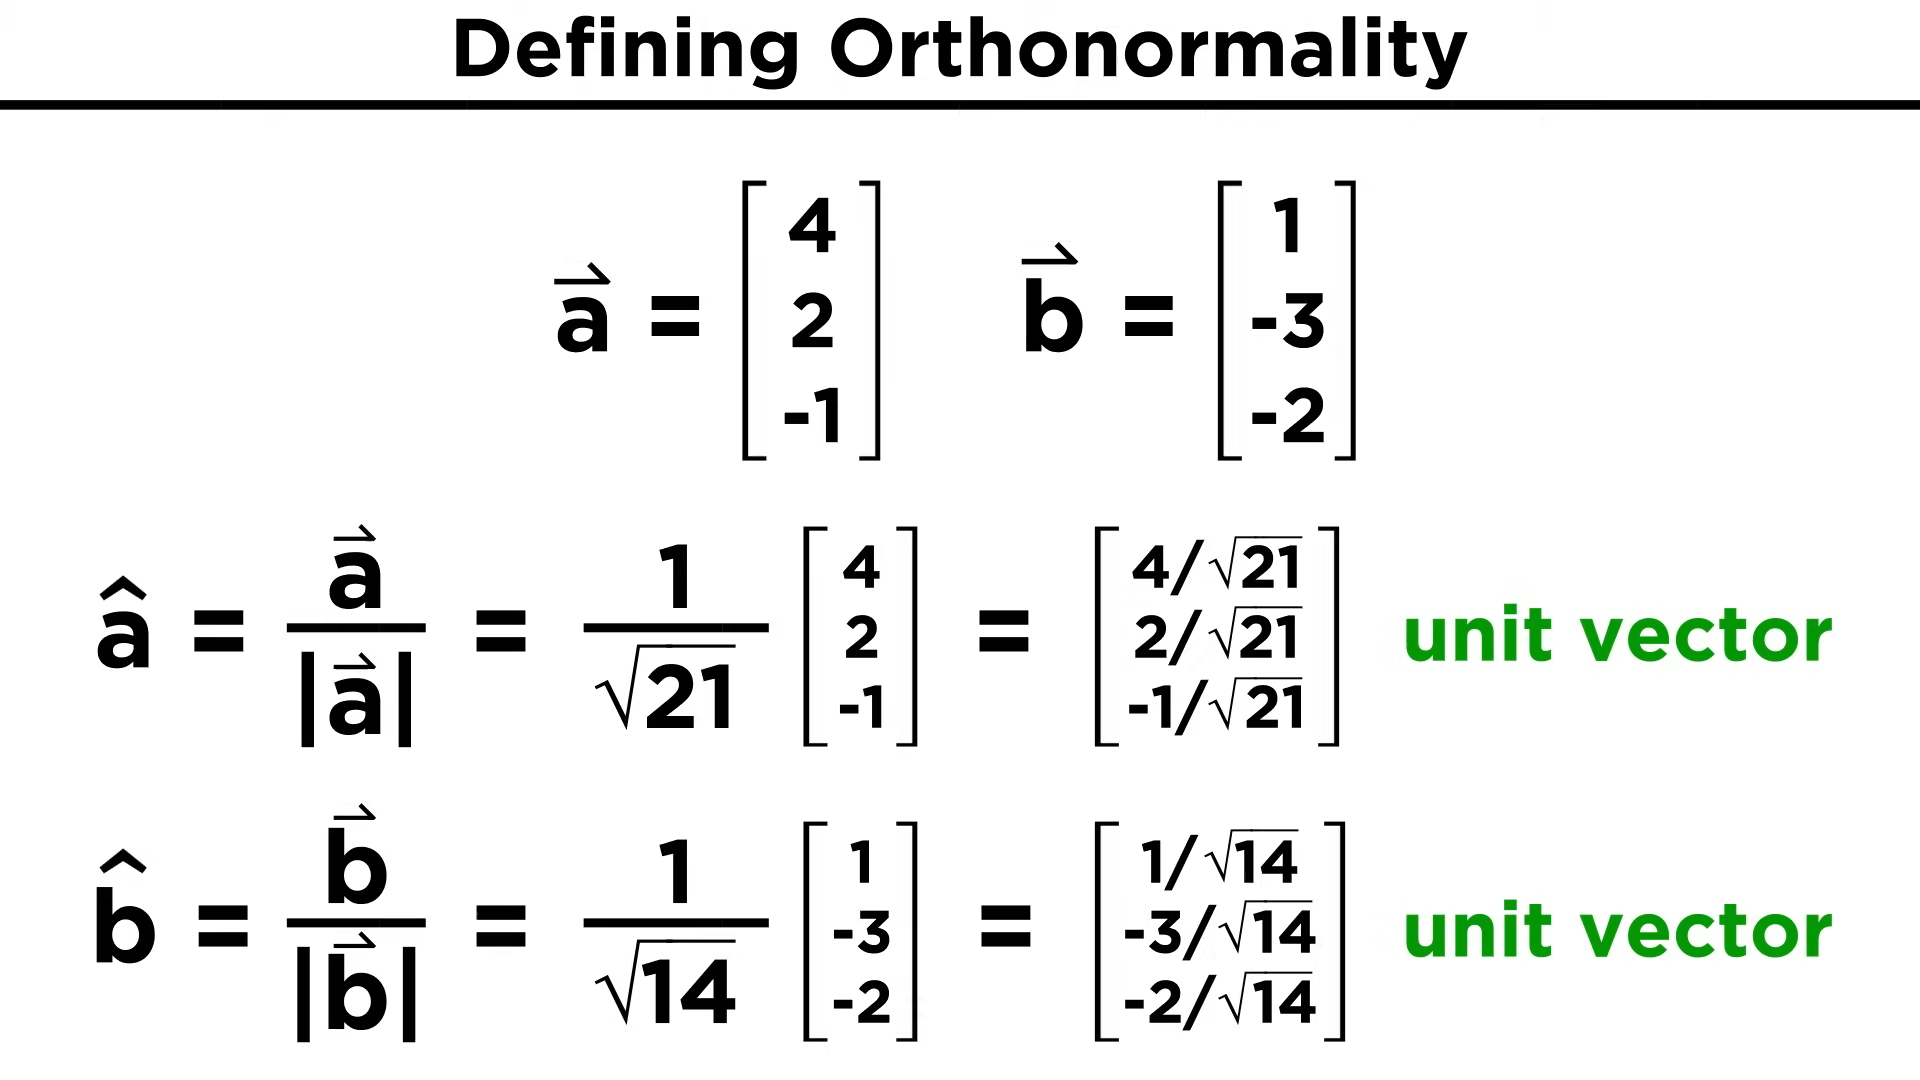 Defining Orthonormality
a⃗ = [4 2 -1] b⃗ = [1 -3 -2]
â = a⃗/|a⃗| = 1/√21 [4 2 -1] = [4/√21 2/√21 -1/√21] unit vector
b̂ = b⃗/|b⃗| = 1/√14 [1 -3 -2] = [1/√14 -3/√14 -2/√14] unit vector